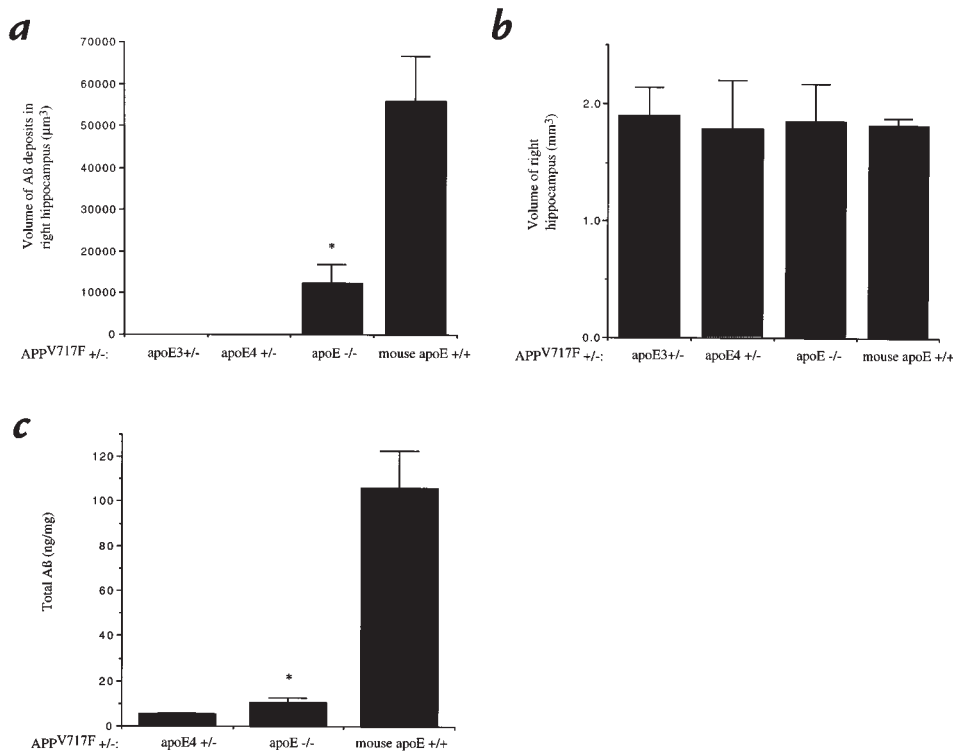 a
Volume of Aß deposits in
right hippocampus (µm³)
70000
60000
50000
40000
30000
20000
10000
0
*
APPV717F +/-: apoE3+/- apoE4 +/- apoE -/- mouse apoE +/+
b
Volume of right
hippocampus (mm³)
2.0
1.0
0.0
APPV717F +/-: apoE3+/- apoE4 +/- apoE -/- mouse apoE +/+
c
Total Aß (ng/mg)
120
100
80
60
40
20
0
*
APPV717F +/-: apoE4 +/- apoE -/- mouse apoE +/+